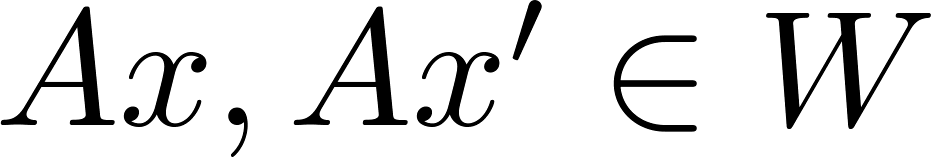 Ax, Ax′ ∈ W